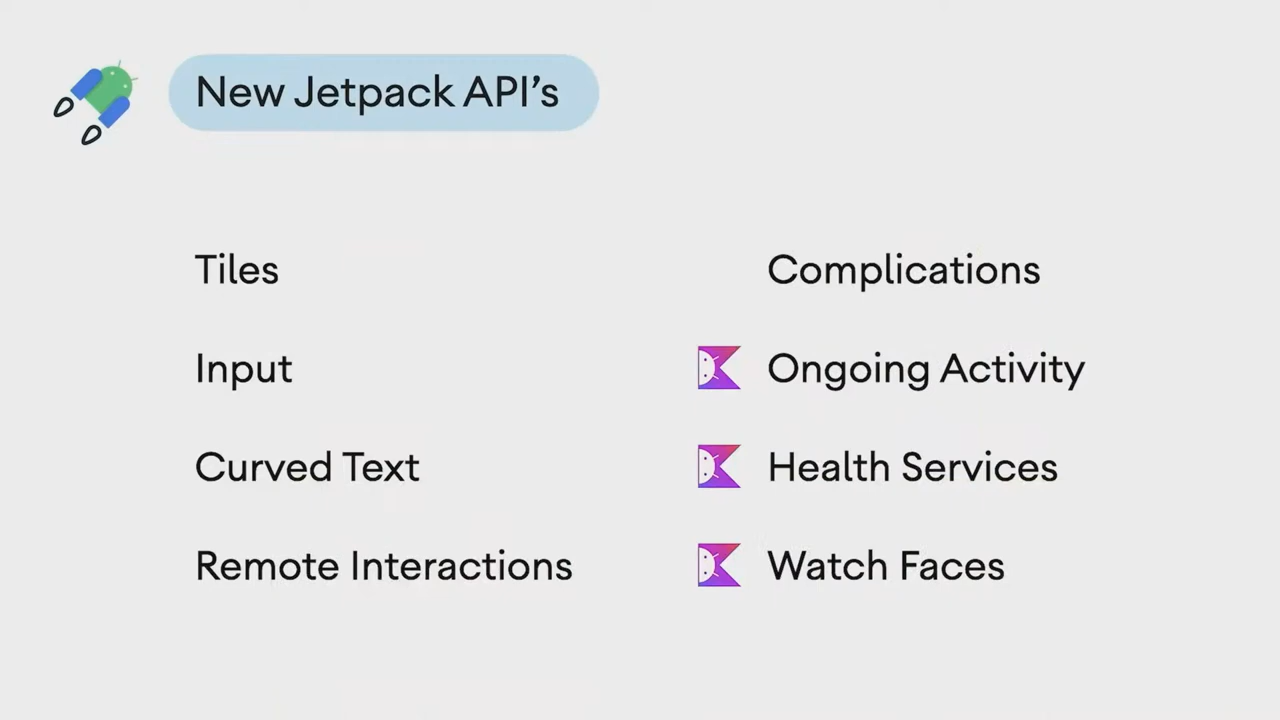 New Jetpack API’s
Tiles
Input
Curved Text
Remote Interactions
Complications
Ongoing Activity
Health Services
Watch Faces